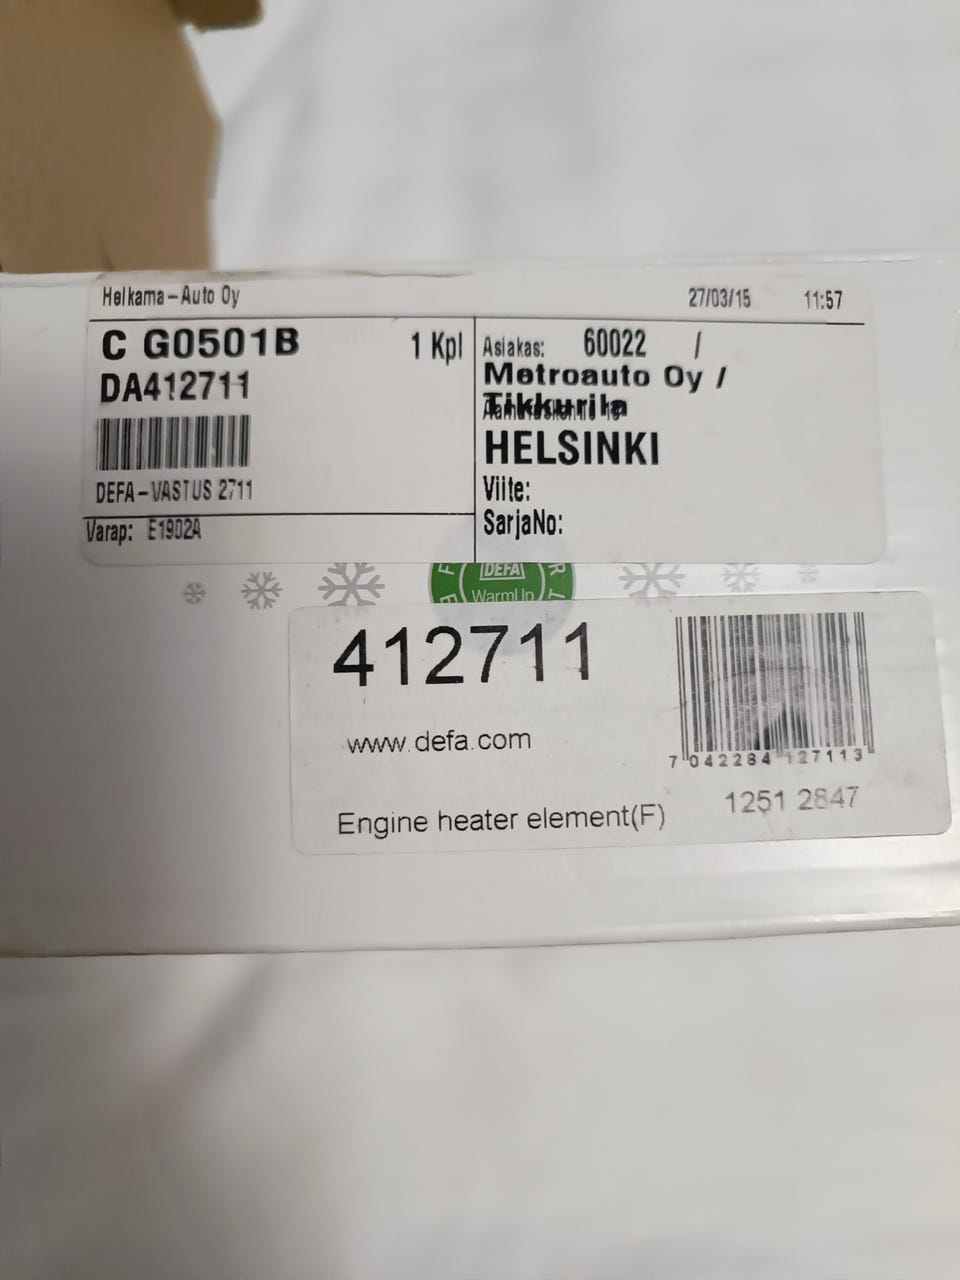 Helkama-Auto Oy 27/03/15 11:57
C G0501B 1 Kpl
DA412711
DEFA-VASTUS 2711
Varap: E1902A
Asiakas: 60022 /
Metroauto Oy /
Tikkurila
HELSINKI
Viite:
SarjaNo:
DEFA
WarmUp
412711
www.defa.com
Engine heater element(F)
7 042284 127113
1251 2847